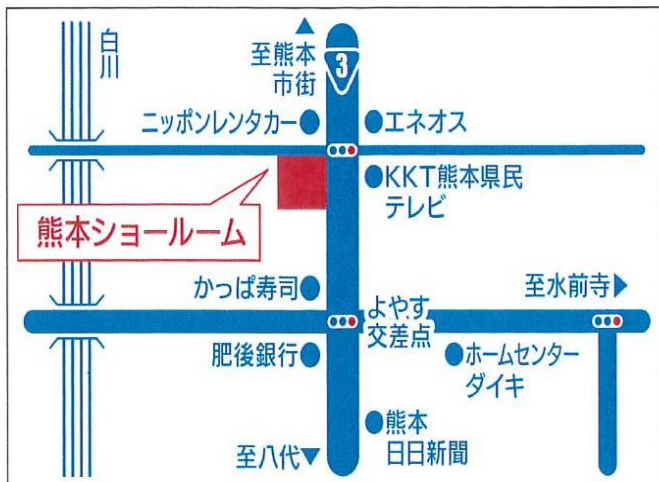 白川
至熊本
市街
3
ニッポンレンタカー
エネオス
KKT熊本県民
テレビ
熊本ショールーム
かっぱ寿司
よやす
交差点
至水前寺
肥後銀行
ホームセンター
ダイキ
熊本
日日新聞
至八代